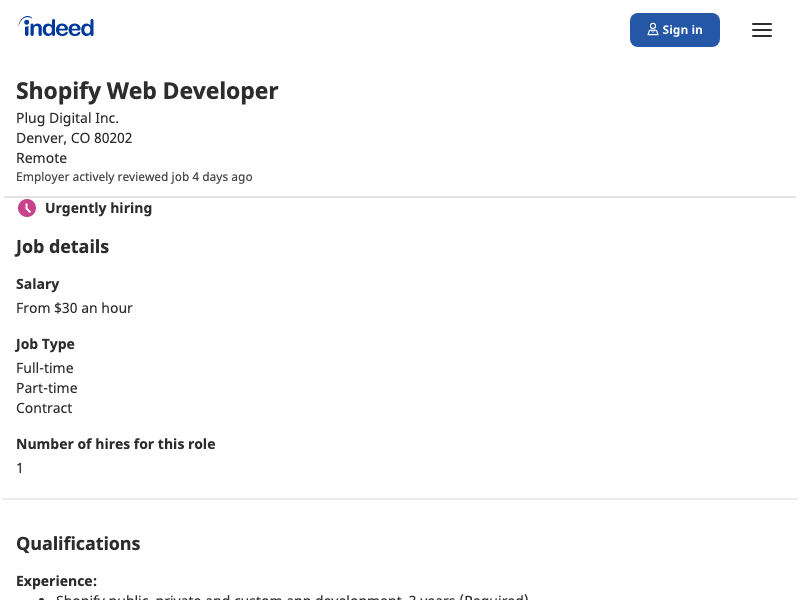 indeed
Sign in
Shopify Web Developer
Plug Digital Inc.
Denver, CO 80202
Remote
Employer actively reviewed job 4 days ago
Urgently hiring
Job details
Salary
From $30 an hour
Job Type
Full-time
Part-time
Contract
Number of hires for this role
1
Qualifications
Experience:
Shopify public, private and custom app development, 3 years (Required)